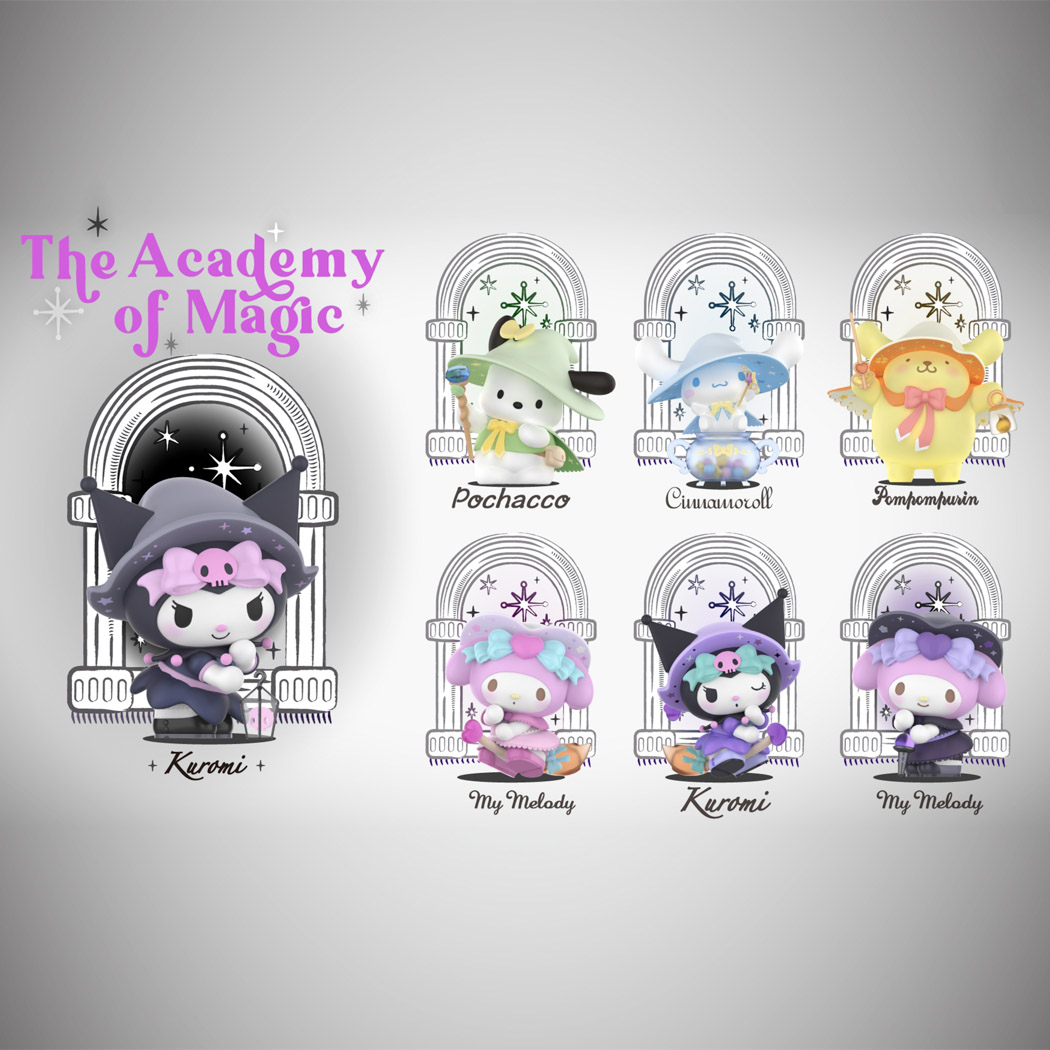 The Academy
of Magic
Kuromi
Pochacco
Cinnamoroll
Pompompurin
My Melody
Kuromi
My Melody